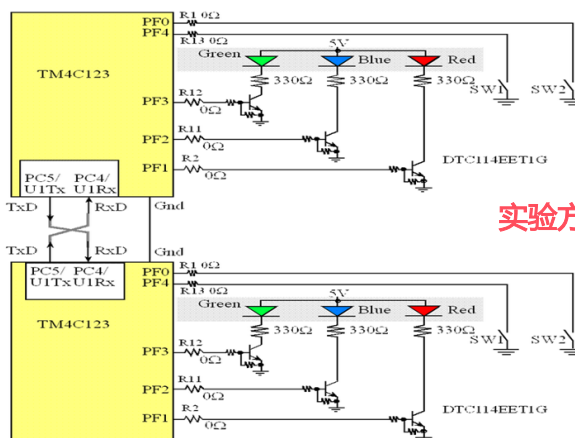 PF0 R1 0Ω
PF4 R13 0Ω
5V
Green Blue Red
TM4C123
330Ω 330Ω 330Ω
SW1 SW2
PF3 R12 0Ω
PF2 R11 0Ω
PF1 R2 0Ω
DTC114EET1G
PC5/ PC4/
U1Tx U1Rx
TxD RxD Gnd
实验方
TxD RxD Gnd
PC5/ PC4/
U1Tx U1Rx
PF0 R1 0Ω
PF4 R13 0Ω
5V
Green Blue Red
TM4C123
330Ω 330Ω 330Ω
SW1 SW2
PF3 R12 0Ω
PF2 R11 0Ω
PF1 R2 0Ω
DTC114EET1G